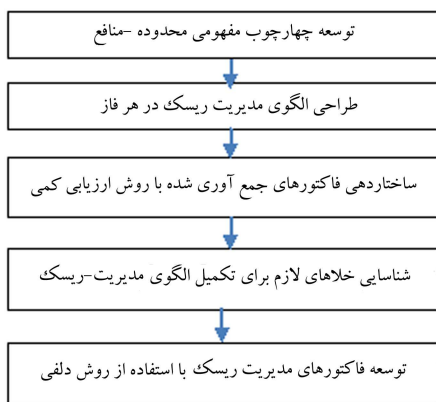 توسعه چهارچوب مفهومی محدوده -منافع
طراحی الگوی مدیریت ریسک در هر فاز
ساختاردهی فاکتورهای جمع آوری شده با روش ارزیابی کمی
شناسایی خلاهای لازم برای تکمیل الگوی مدیریت-ریسک
توسعه فاکتورهای مدیریت ریسک با استفاده از روش دلفی